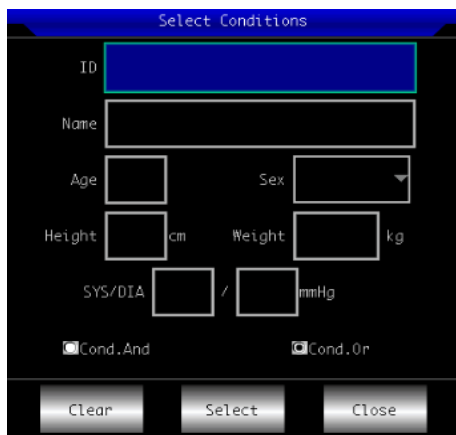 Select Conditions
ID
Name
Age Sex
Height cm Weight kg
SYS/DIA / mmHg
Cond.And Cond.Or
Clear Select Close